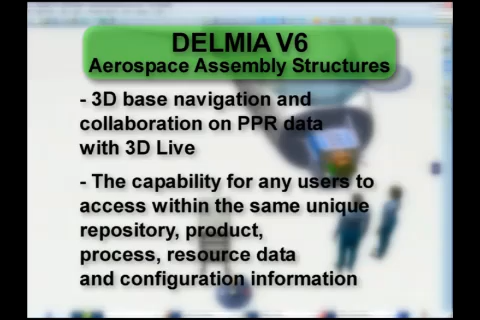 DELMIA V6
Aerospace Assembly Structures
- 3D base navigation and
collaboration on PPR data
with 3D Live
- The capability for any users to
access within the same unique
repository, product,
process, resource data
and configuration information